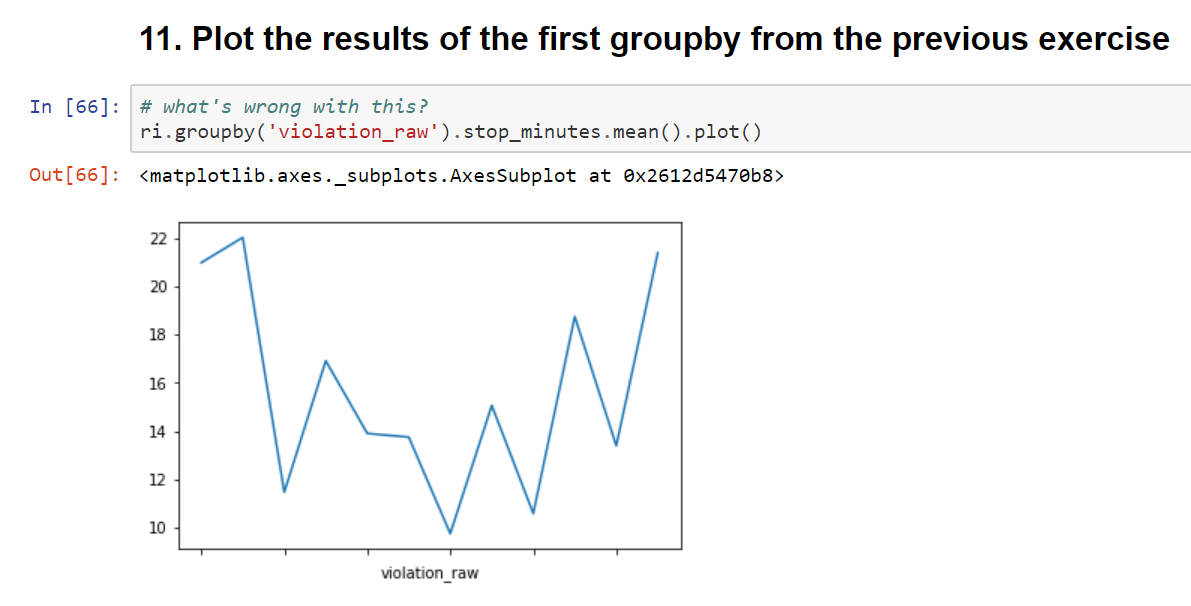 11. Plot the results of the first groupby from the previous exercise
In [66]:
# what's wrong with this?
ri.groupby('violation_raw').stop_minutes.mean().plot()
Out[66]: <matplotlib.axes._subplots.AxesSubplot at 0x2612d5470b8>
22
20
18
16
14
12
10
violation_raw